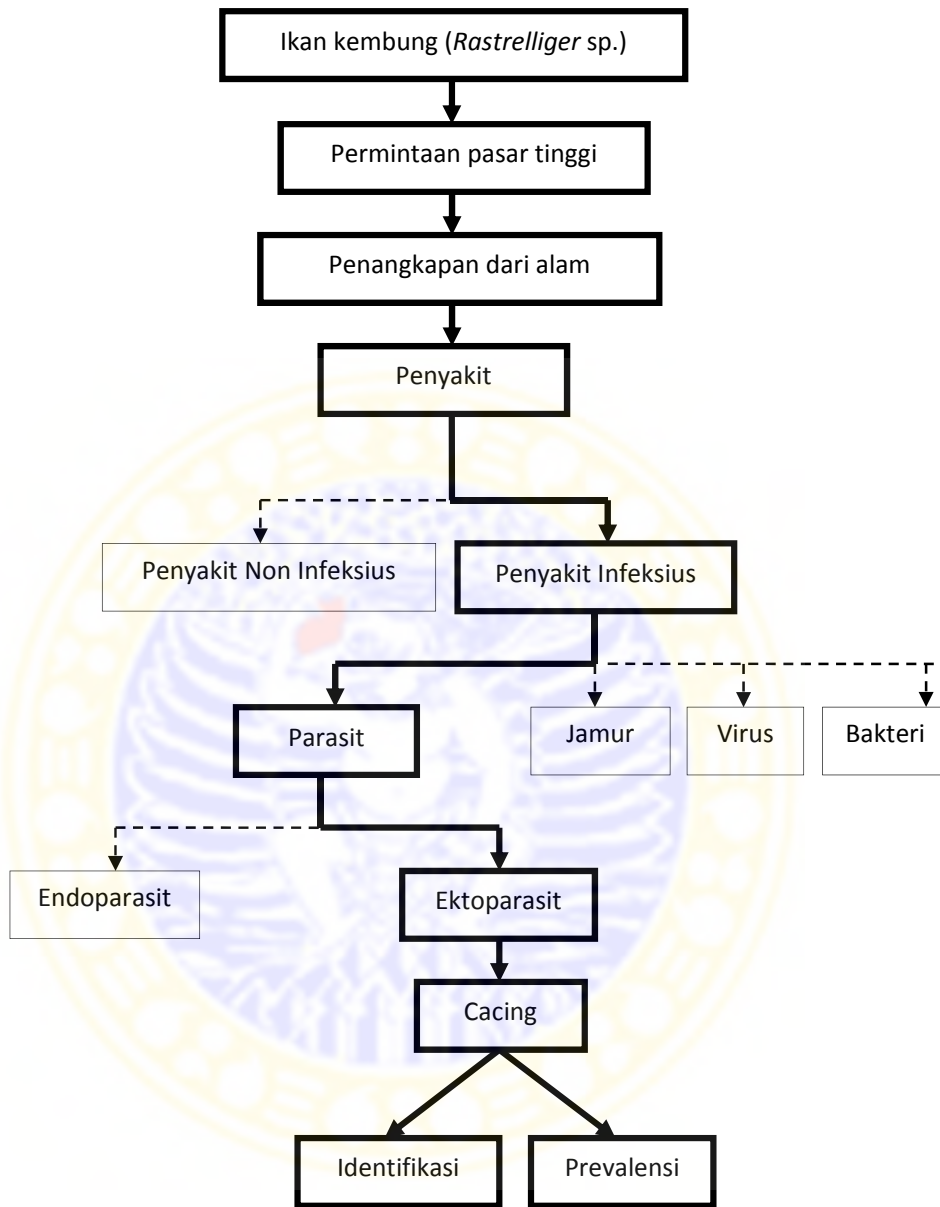 Ikan kembung (Rastrelliger sp.)
Permintaan pasar tinggi
Penangkapan dari alam
Penyakit
Penyakit Non Infeksius
Penyakit Infeksius
Parasit
Jamur
Virus
Bakteri
Endoparasit
Ektoparasit
Cacing
Identifikasi
Prevalensi